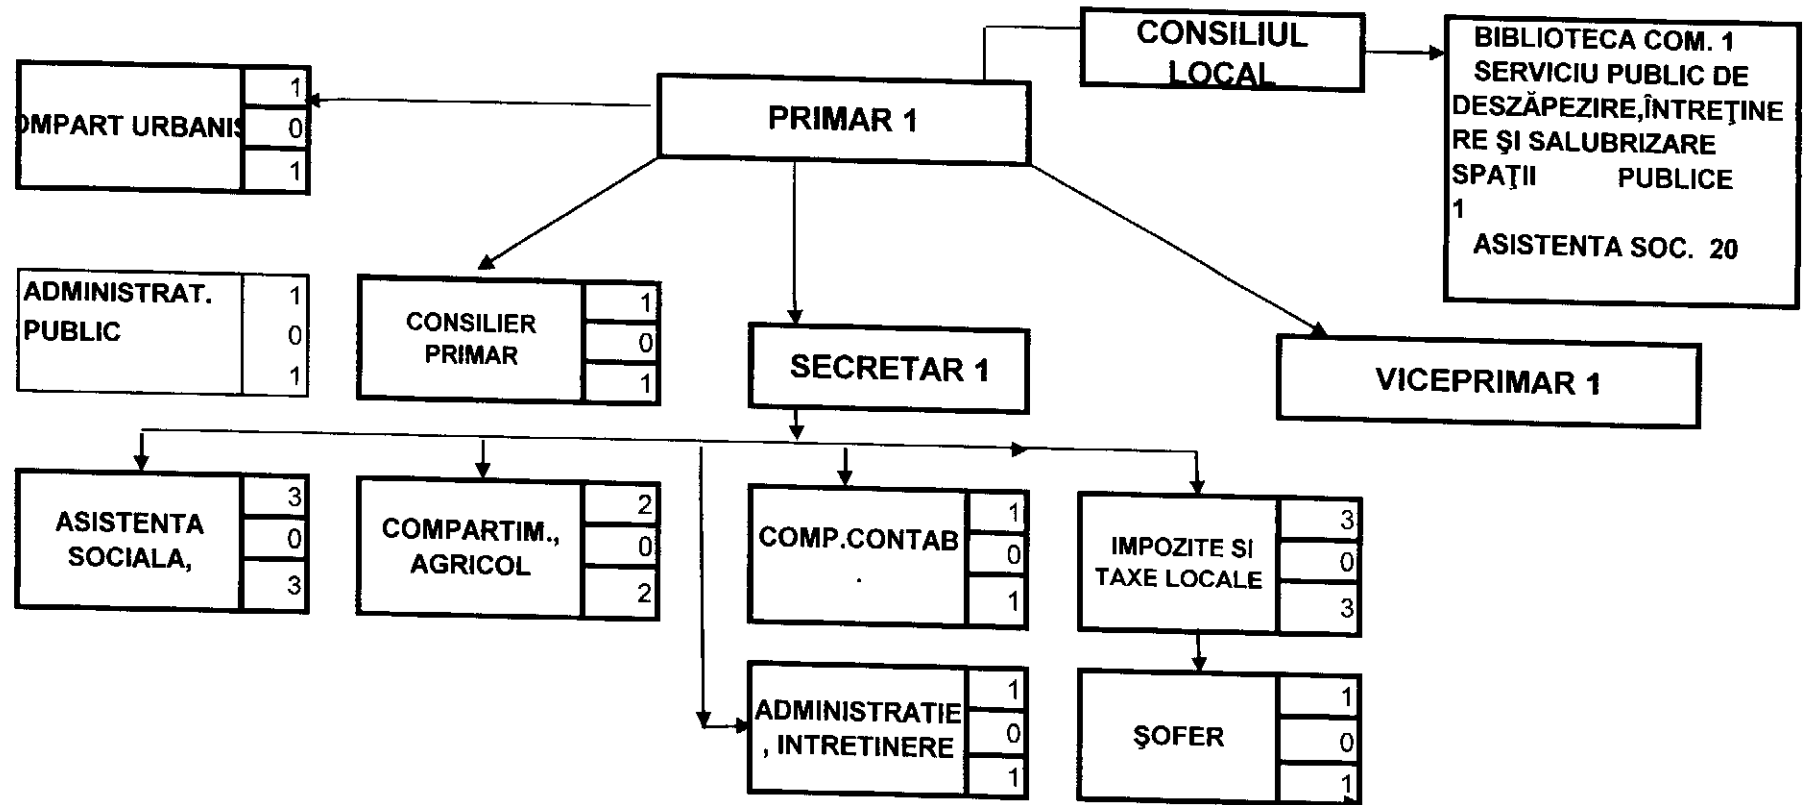 CONSILIUL
LOCAL
BIBLIOTECA COM. 1
SERVICIU PUBLIC DE
DESZĂPEZIRE,ÎNTREŢINE
RE ŞI SALUBRIZARE
SPAŢII PUBLICE
1
ASISTENTA SOC. 20
PRIMAR 1
OMPART URBANIS
1
0
1
ADMINISTRAT.
PUBLIC
1
0
1
CONSILIER
PRIMAR
1
0
1
SECRETAR 1
VICEPRIMAR 1
ASISTENTA
SOCIALA,
3
0
3
COMPARTIM.,
AGRICOL
2
0
2
COMP.CONTAB
.
1
0
1
IMPOZITE SI
TAXE LOCALE
3
0
3
ADMINISTRATIE
, INTRETINERE
1
0
1
ŞOFER
1
0
1